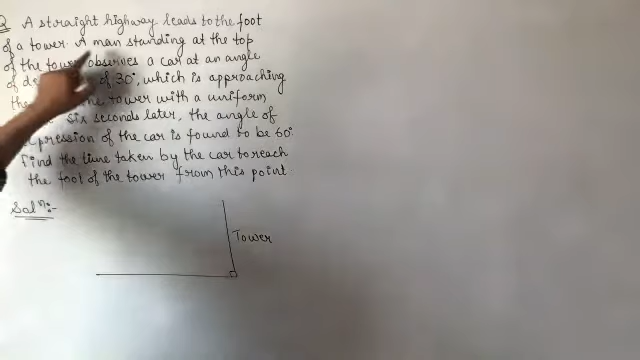 Q A straight highway leads to the foot
of a tower. A man standing at the top
of the tower observes a car at an angle
of of 30°, which is approaching
the tower with a uniform
six seconds later, the angle of
depression of the car is found to be 60°
Find the time taken by the car to reach
the foot of the tower from this point.
Solⁿ:-
Tower